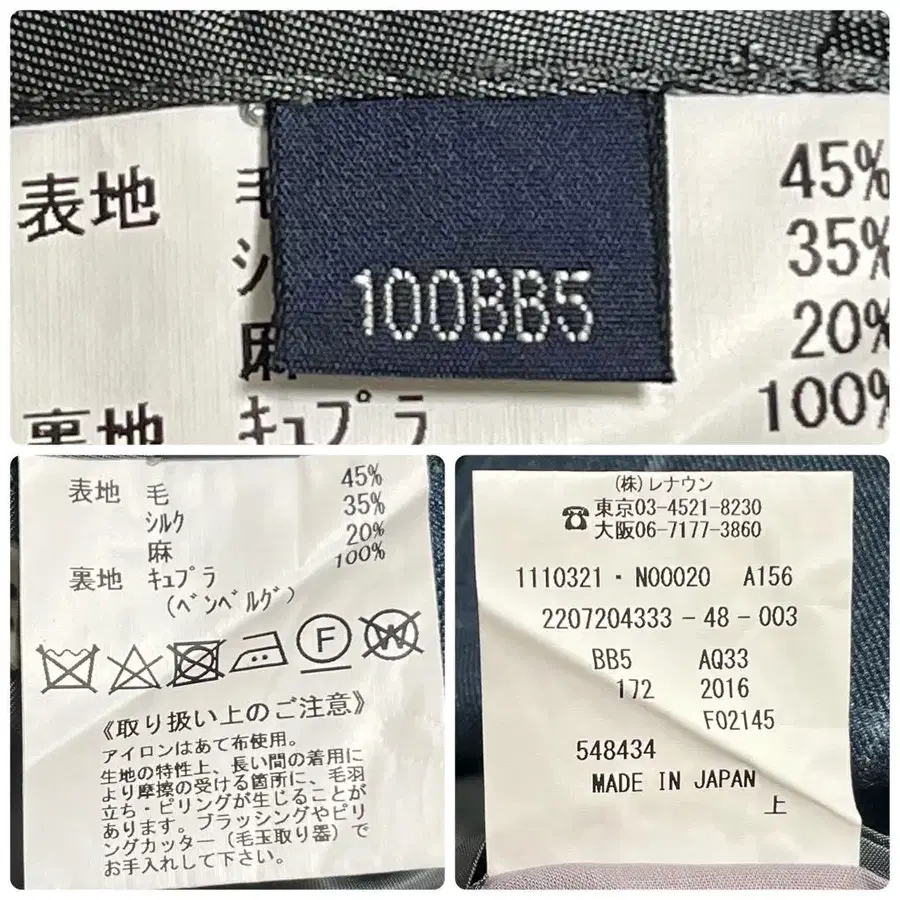 表地 毛 45%
シ 35%
麻 20%
裏地 キュプラ 100%
100BB5
表地 毛 45%
シルク 35%
麻 20%
裏地 キュプラ 100%
(ベンベルグ)
F
W
《取り扱い上のご注意》
アイロンはあて布使用。
生地の特性上、長い間の着用に
より摩擦の受ける箇所に、毛羽
立ち・ピリングが生じることが
あります。ブラッシングやピリ
ングカッター(毛玉取り器)で
お手入れして下さい。
(株)レナウン
☎東京03-4521-8230
大阪06-7177-3860
1110321・N00020 A156
2207204333-48-003
BB5 AQ33
172 2016
F02145
548434
MADE IN JAPAN
上